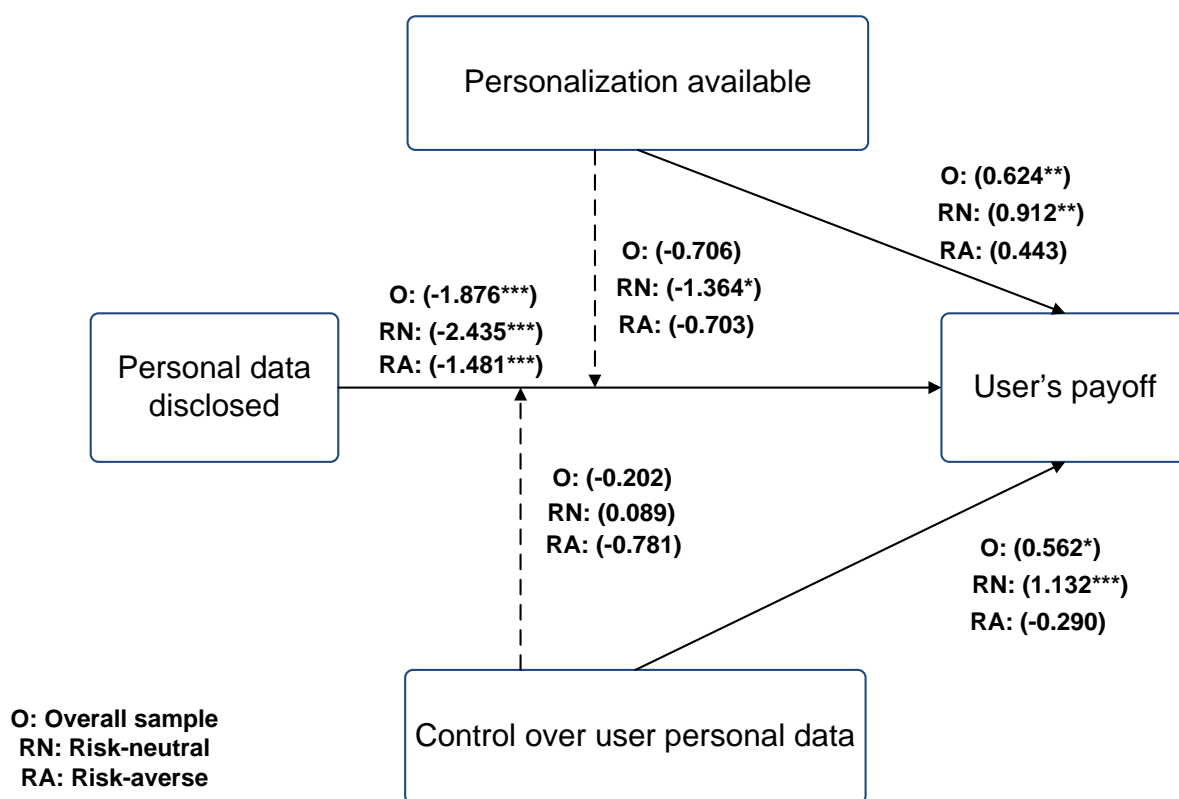 Personalization available
O: (0.624**)
RN: (0.912**)
RA: (0.443)
O: (-0.706)
RN: (-1.364*)
RA: (-0.703)
O: (-1.876***)
RN: (-2.435***)
RA: (-1.481***)
Personal data
disclosed
User’s payoff
O: (-0.202)
RN: (0.089)
RA: (-0.781)
O: (0.562*)
RN: (1.132***)
RA: (-0.290)
Control over user personal data
O: Overall sample
RN: Risk-neutral
RA: Risk-averse